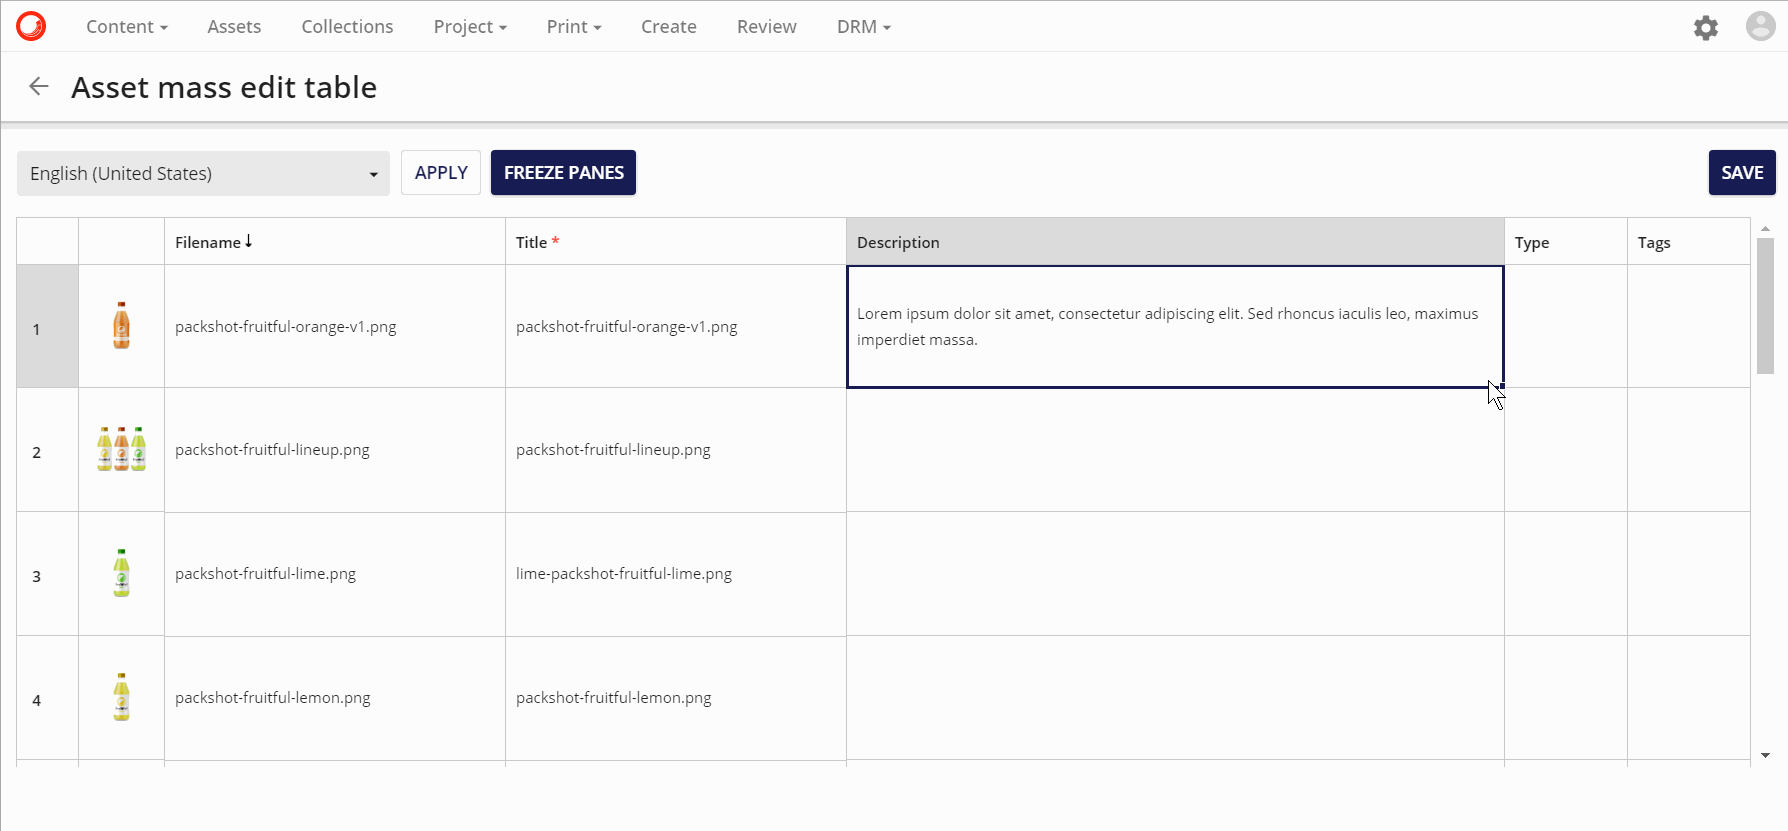 Content Assets Collections Project Print Create Review DRM
Asset mass edit table
English (United States) APPLY FREEZE PANES SAVE
Filename Title * Description Type Tags
1 packshot-fruitful-orange-v1.png packshot-fruitful-orange-v1.png Lorem ipsum dolor sit amet, consectetur adipiscing elit. Sed rhoncus iaculis leo, maximus
imperdiet massa.
2 packshot-fruitful-lineup.png packshot-fruitful-lineup.png
3 packshot-fruitful-lime.png lime-packshot-fruitful-lime.png
4 packshot-fruitful-lemon.png packshot-fruitful-lemon.png